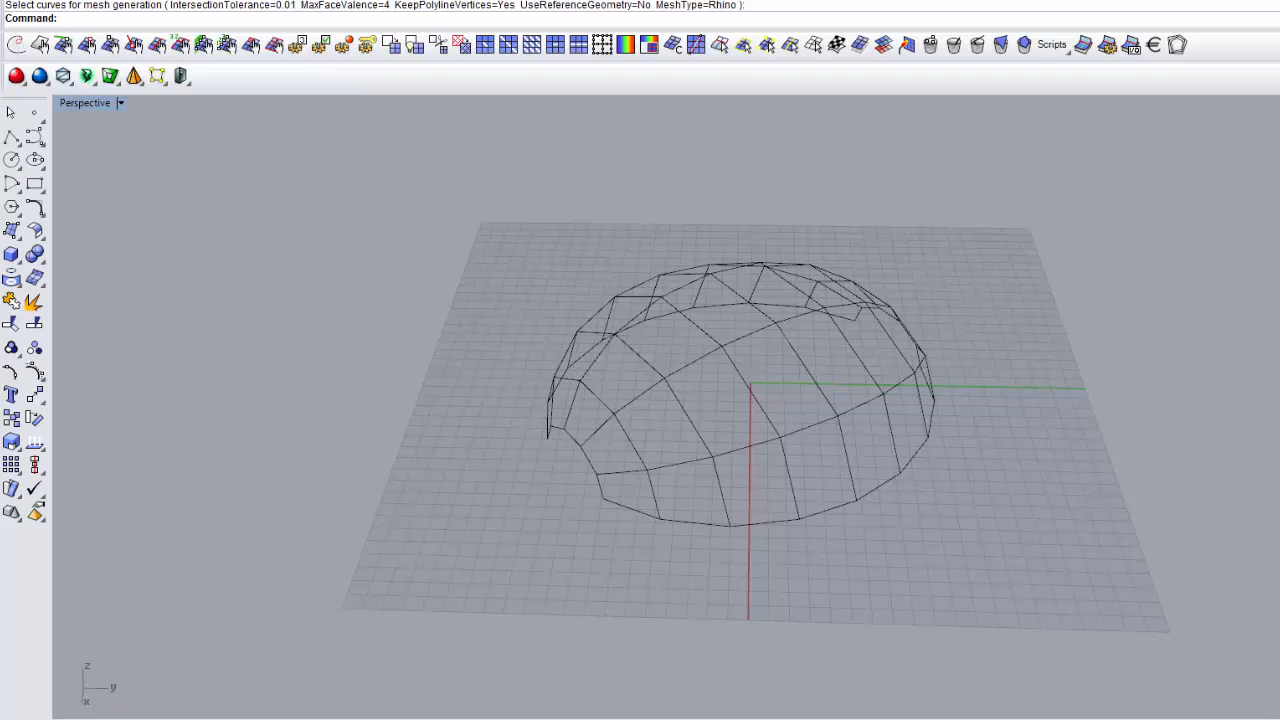 Select curves for mesh generation ( IntersectionTolerance=0.01 MaxFaceValence=4 KeepPolylineVertices=Yes UseReferenceGeometry=No MeshType=Rhino ):
Command:
Scripts
Perspective
z
y
x